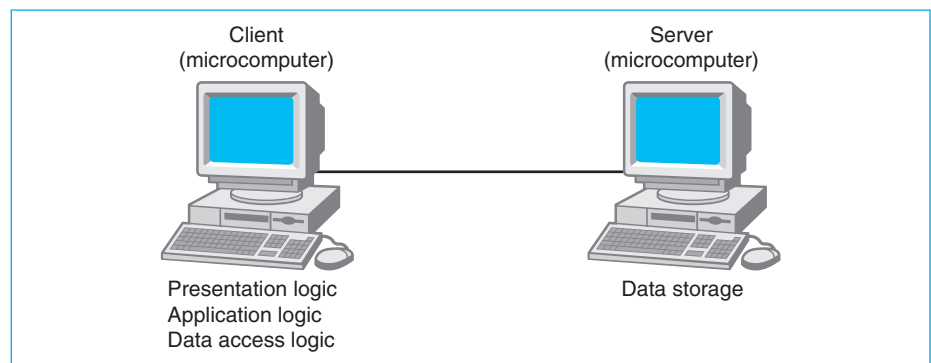 Client
(microcomputer)
Server
(microcomputer)
Presentation logic
Application logic
Data access logic
Data storage